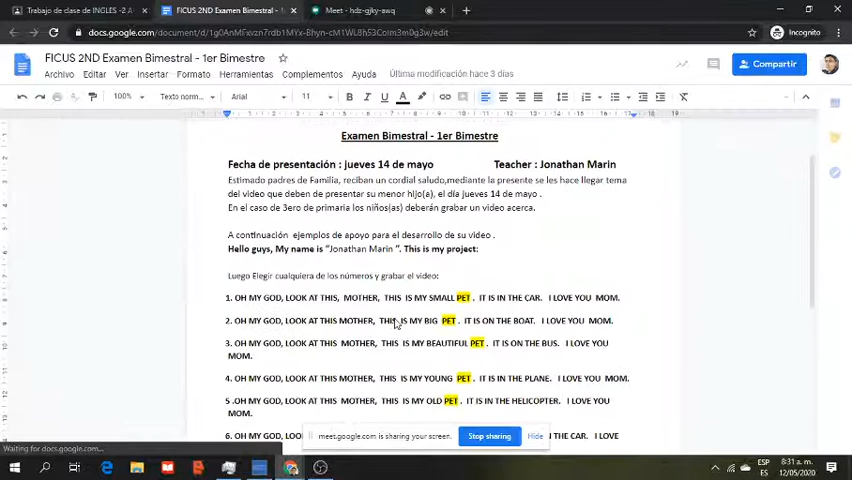 Trabajo de clase de INGLES -2 A
FICUS 2ND Examen Bimestral - 1er
Meet - hdz-gjky-awq
docs.google.com/document/d/
Incognito
FICUS 2ND Examen Bimestral - 1er Bimestre
Archivo Editar Ver Insertar Formato Herramientas Complementos Ayuda Última modificación hace 3 días
Compartir
100% Texto norm... Arial 11
Examen Bimestral - 1er Bimestre
Fecha de presentación : jueves 14 de mayo Teacher : Jonathan Marin
Estimado padres de Familia, reciban un cordial saludo,mediante la presente se les hace llegar tema
del video que deben de presentar su menor hijo(a), el día jueves 14 de mayo .
En el caso de 3ero de primaria los niños(as) deberán grabar un video acerca.
A continuación ejemplos de apoyo para el desarrollo de su video .
Hello guys, My name is "Jonathan Marin ". This is my project:
Luego Elegir cualquiera de los números y grabar el video:
1. OH MY GOD, LOOK AT THIS, MOTHER, THIS IS MY SMALL PET . IT IS IN THE CAR. I LOVE YOU MOM.
2. OH MY GOD, LOOK AT THIS MOTHER, THIS IS MY BIG PET . IT IS ON THE BOAT. I LOVE YOU MOM.
3. OH MY GOD, LOOK AT THIS MOTHER, THIS IS MY BEAUTIFUL PET . IT IS ON THE BUS. I LOVE YOU
MOM.
4. OH MY GOD, LOOK AT THIS MOTHER, THIS IS MY YOUNG PET . IT IS IN THE PLANE. I LOVE YOU MOM.
5 .OH MY GOD, LOOK AT THIS MOTHER, THIS IS MY OLD PET . IT IS IN THE HELICOPTER. I LOVE YOU
MOM.
6. OH MY GOD, LOO THE CAR. I LOVE
meet.google.com is sharing your screen. Stop sharing Hide
Waiting for docs.google.com...
ESP
ES
8:31 a. m.
12/05/2020